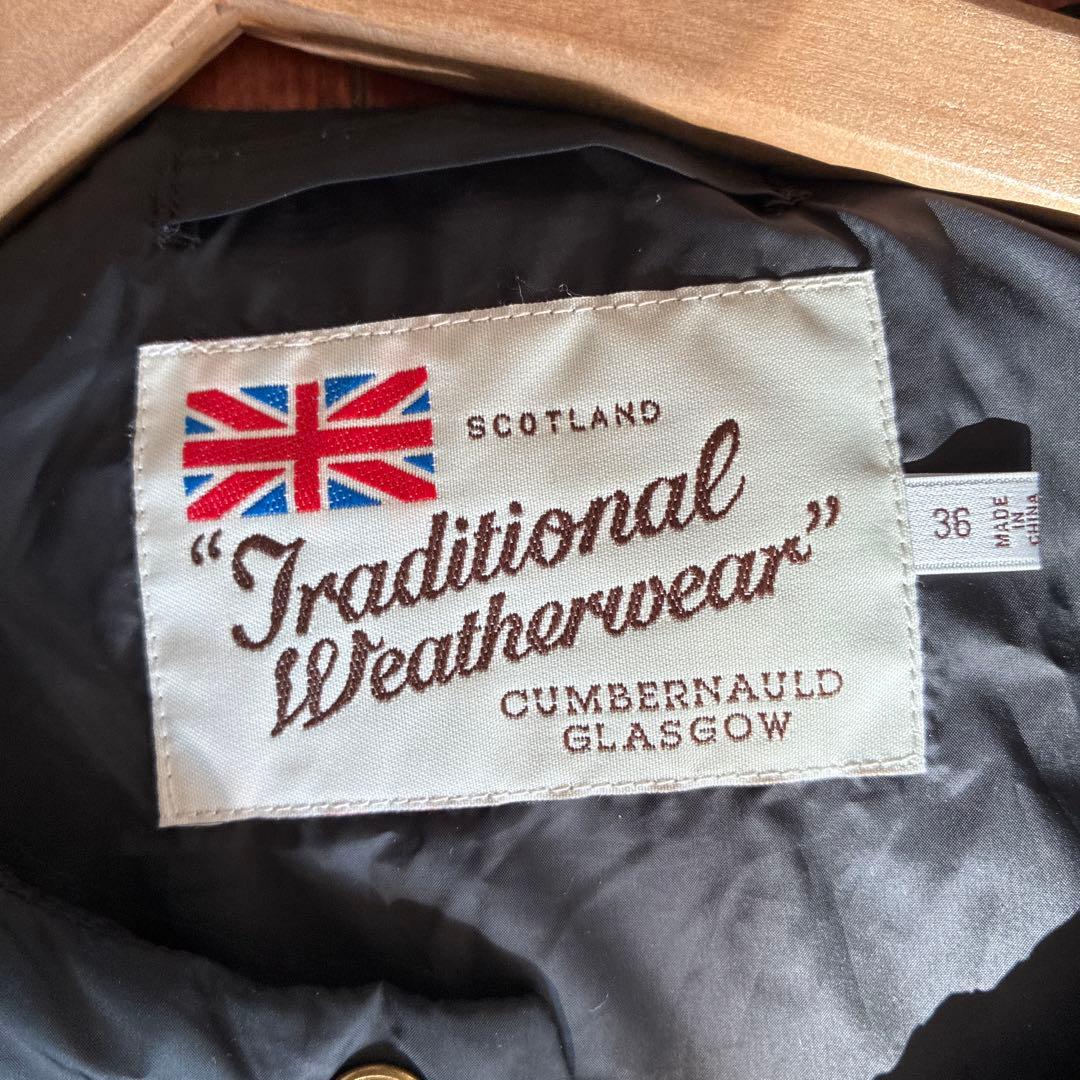 SCOTLAND
“Traditional
Weatherwear”
CUMBERNAULD
GLASGOW
36
MADE
IN
CHINA